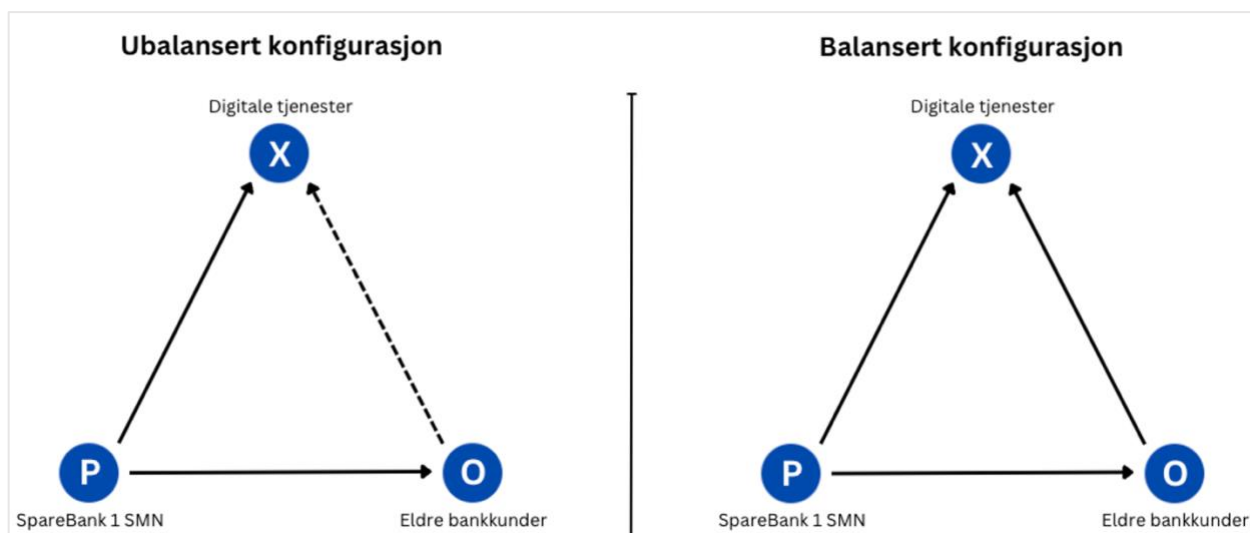 Ubalansert konfigurasjon
Digitale tjenester
X
P
O
SpareBank 1 SMN
Eldre bankkunder
Balansert konfigurasjon
Digitale tjenester
X
P
O
SpareBank 1 SMN
Eldre bankkunder